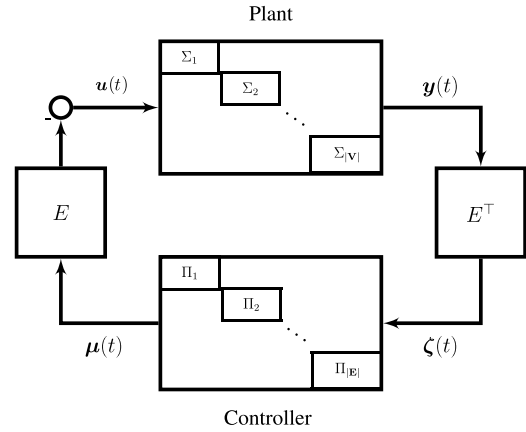 Plant
Σ₁
u(t)
Σ₂
y(t)
-
⋱
Σ|V|
E
E⊤
Π₁
Π₂
⋱
μ(t)
ζ(t)
Π|E|
Controller